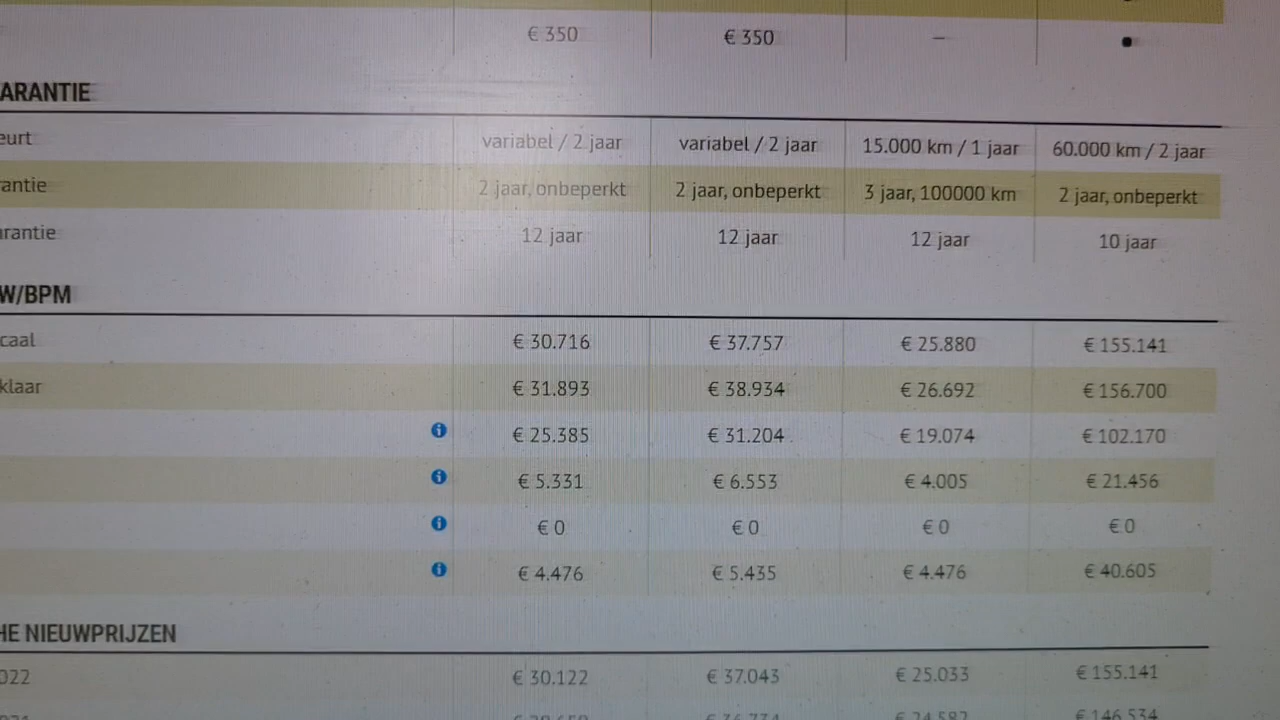 € 350 € 350 – •
ARANTIE
eurt variabel / 2 jaar variabel / 2 jaar 15.000 km / 1 jaar 60.000 km / 2 jaar
rantie 2 jaar, onbeperkt 2 jaar, onbeperkt 3 jaar, 100000 km 2 jaar, onbeperkt
arantie 12 jaar 12 jaar 12 jaar 10 jaar
W/BPM
caal € 30.716 € 37.757 € 25.880 € 155.141
klaar € 31.893 € 38.934 € 26.692 € 156.700
€ 25.385 € 31.204 € 19.074 € 102.170
€ 5.331 € 6.553 € 4.005 € 21.456
€ 0 € 0 € 0 € 0
€ 4.476 € 5.435 € 4.476 € 40.605
HE NIEUWPRIJZEN
022 € 30.122 € 37.043 € 25.033 € 155.141
€ 146.534